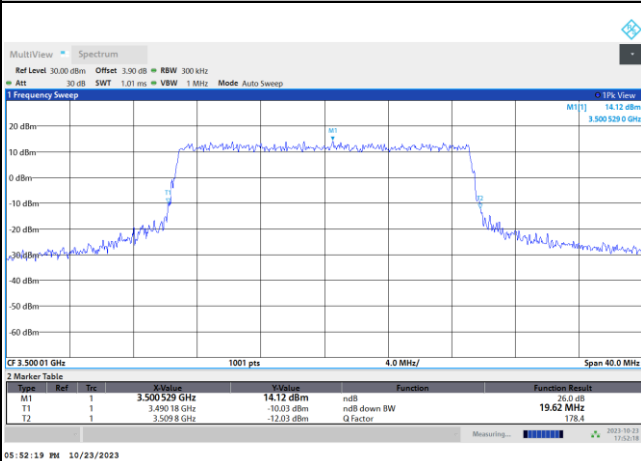 MultiView Spectrum
Ref Level 30.00 dBm Offset 3.90 dB RBW 300 kHz
Att 30 dB SWT 1.01 ms VBW 1 MHz Mode Auto Sweep
1 Frequency Sweep 1Pk View
M1[1] 14.12 dBm
3.500 529 0 GHz
M1
20 dBm
10 dBm
0 dBm
T1
T2
-10 dBm
-20 dBm
-30 dBm
-40 dBm
-50 dBm
-60 dBm
CF 3.500 01 GHz 1001 pts 4.0 MHz/ Span 40.0 MHz
2 Marker Table
Type Ref Trc X-Value Y-Value Function Function Result
M1 1 3.500 529 GHz 14.12 dBm ndB 26.0 dB
T1 1 3.490 18 GHz -10.03 dBm ndB down BW 19.62 MHz
T2 1 3.509 8 GHz -12.03 dBm Q Factor 178.4
Measuring... 2023-10-23
17:52:18
05:52:19 PM 10/23/2023